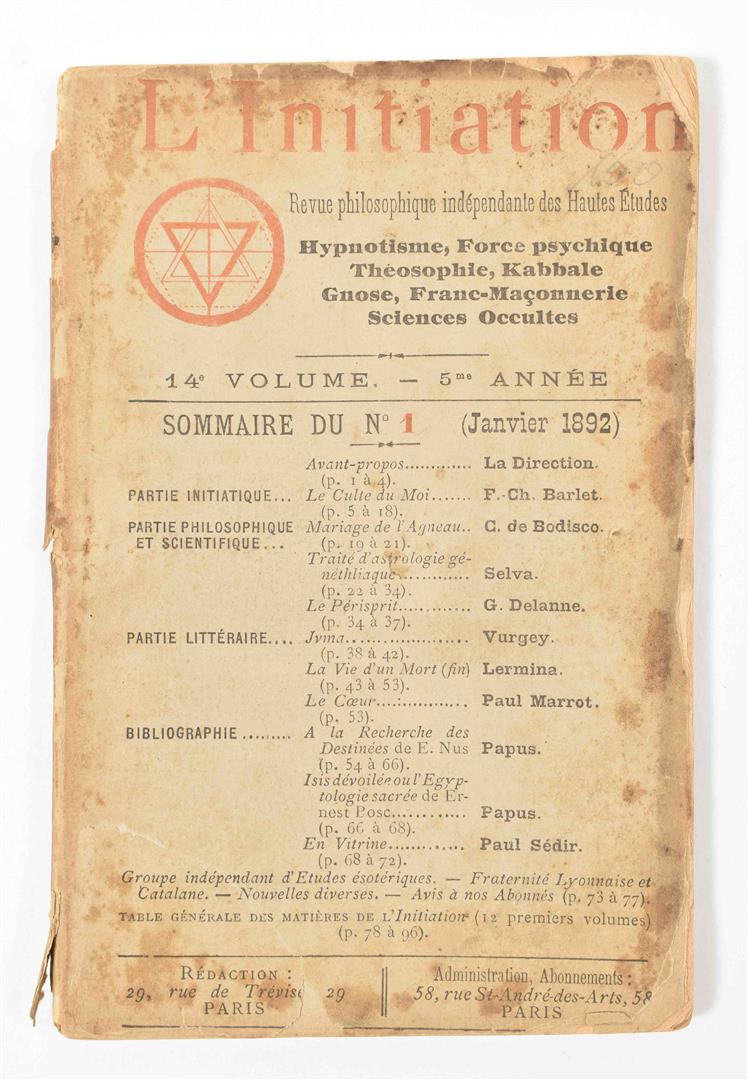 L'Initiation
Revue philosophique indépendante des Hautes Études
Hypnotisme, Force psychique
Théosophie, Kabbale
Gnose, Franc-Maçonnerie
Sciences Occultes
14e VOLUME. — 5me ANNÉE
SOMMAIRE DU No 1 (Janvier 1892)
Avant-propos............. La Direction.
(p. 1 à 4).
PARTIE INITIATIQUE... Le Culte du Moi....... F.-Ch. Barlet.
(p. 5 à 18).
PARTIE PHILOSOPHIQUE Mariage de l'Agneau.. C. de Bodisco.
ET SCIENTIFIQUE... (p. 19 à 21).
Traité d'astrologie gé-
néthliaque............ Selva.
(p. 22 à 34).
Le Périsprit............. G. Delanne.
(p. 34 à 37).
PARTIE LITTÉRAIRE.... Jvma..................... Vurgey.
(p. 38 à 42).
La Vie d'un Mort (fin) Lermina.
(p. 43 à 53).
Le Cœur................ Paul Marrot.
(p. 53).
BIBLIOGRAPHIE ......... A la Recherche des
Destinées de E. Nus Papus.
(p. 54 à 66).
Isis dévoilée ou l'Egyp-
tologie sacrée de Er-
nest Bosc............ Papus.
(p. 66 à 68).
En Vitrine............. Paul Sédir.
(p. 68 à 72).
Groupe indépendant d'Etudes ésotériques. — Fraternité Lyonnaise et
Catalane. — Nouvelles diverses. — Avis à nos Abonnés (p. 73 à 77).
TABLE GÉNÉRALE DES MATIÈRES DE L'Initiation (12 premiers volumes)
(p. 78 à 96).
RÉDACTION :
29, rue de Trévise 29
PARIS
Administration, Abonnements :
58, rue St-André-des-Arts, 58
PARIS